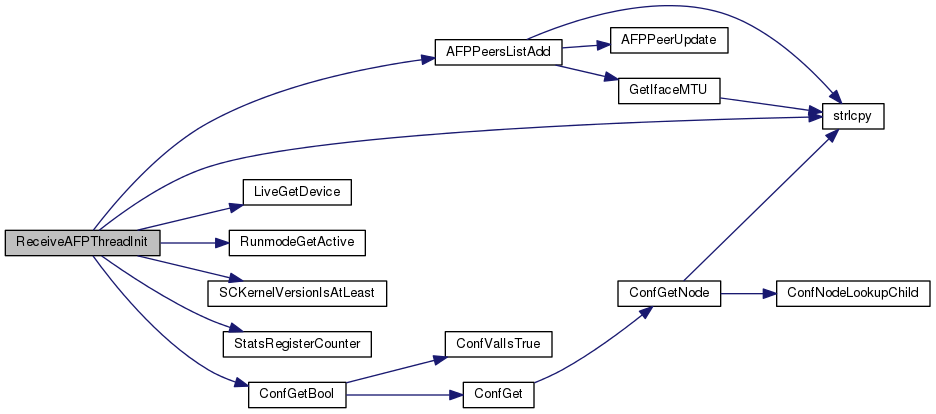 AFPPeersListAdd
AFPPeerUpdate
GetIfaceMTU
strlcpy
LiveGetDevice
ReceiveAFPThreadInit
RunmodeGetActive
SCKernelVersionIsAtLeast
ConfGetNode
ConfNodeLookupChild
StatsRegisterCounter
ConfValIsTrue
ConfGetBool
ConfGet